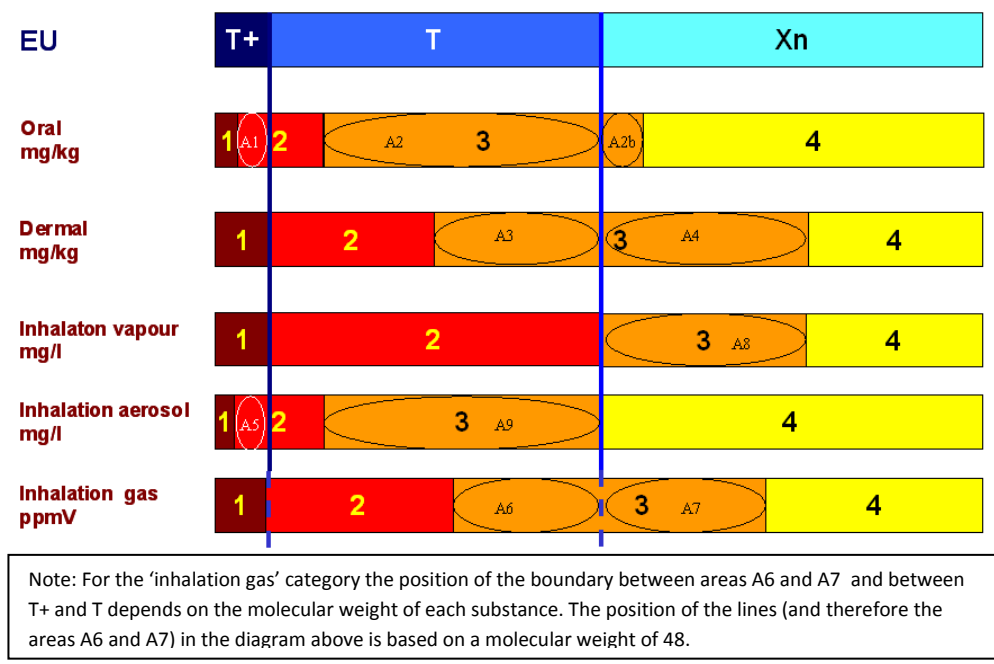 EU T+ T Xn
Oral
mg/kg
1 A1 2 A2 3 A2b 4
Dermal
mg/kg
1 2 A3 3 A4 4
Inhalaton vapour
mg/l
1 2 3 A8 4
Inhalation aerosol
mg/l
1 A5 2 3 A9 4
Inhalation gas
ppmV
1 2 A6 3 A7 4
Note: For the ‘inhalation gas’ category the position of the boundary between areas A6 and A7 and between
T+ and T depends on the molecular weight of each substance. The position of the lines (and therefore the
areas A6 and A7) in the diagram above is based on a molecular weight of 48.